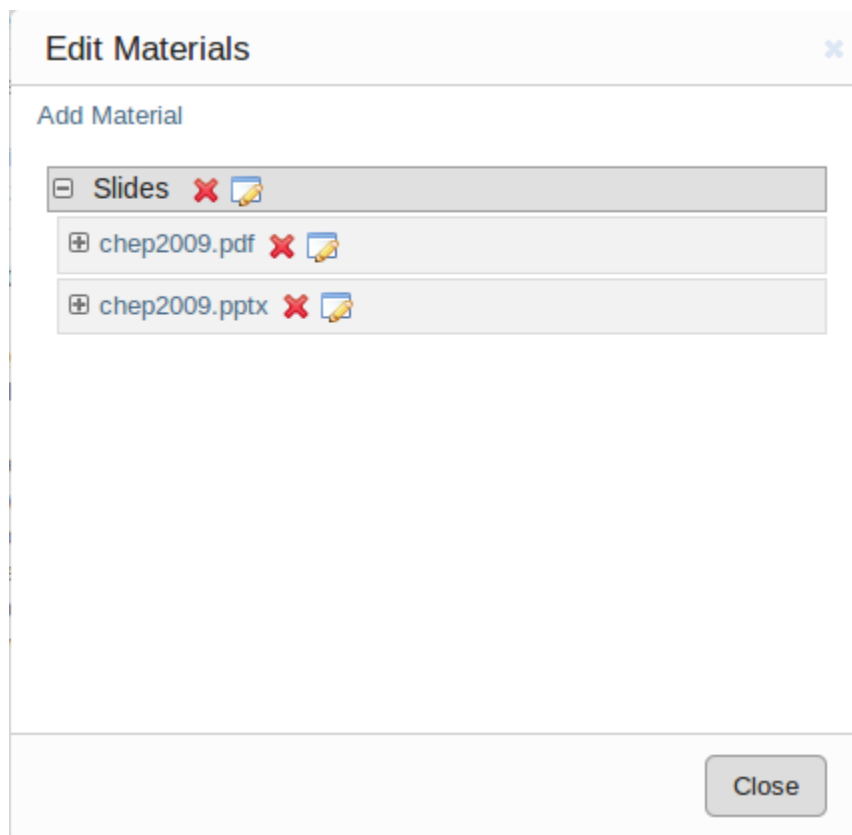 Edit Materials
Add Material
Slides
chep2009.pdf
chep2009.pptx
Close